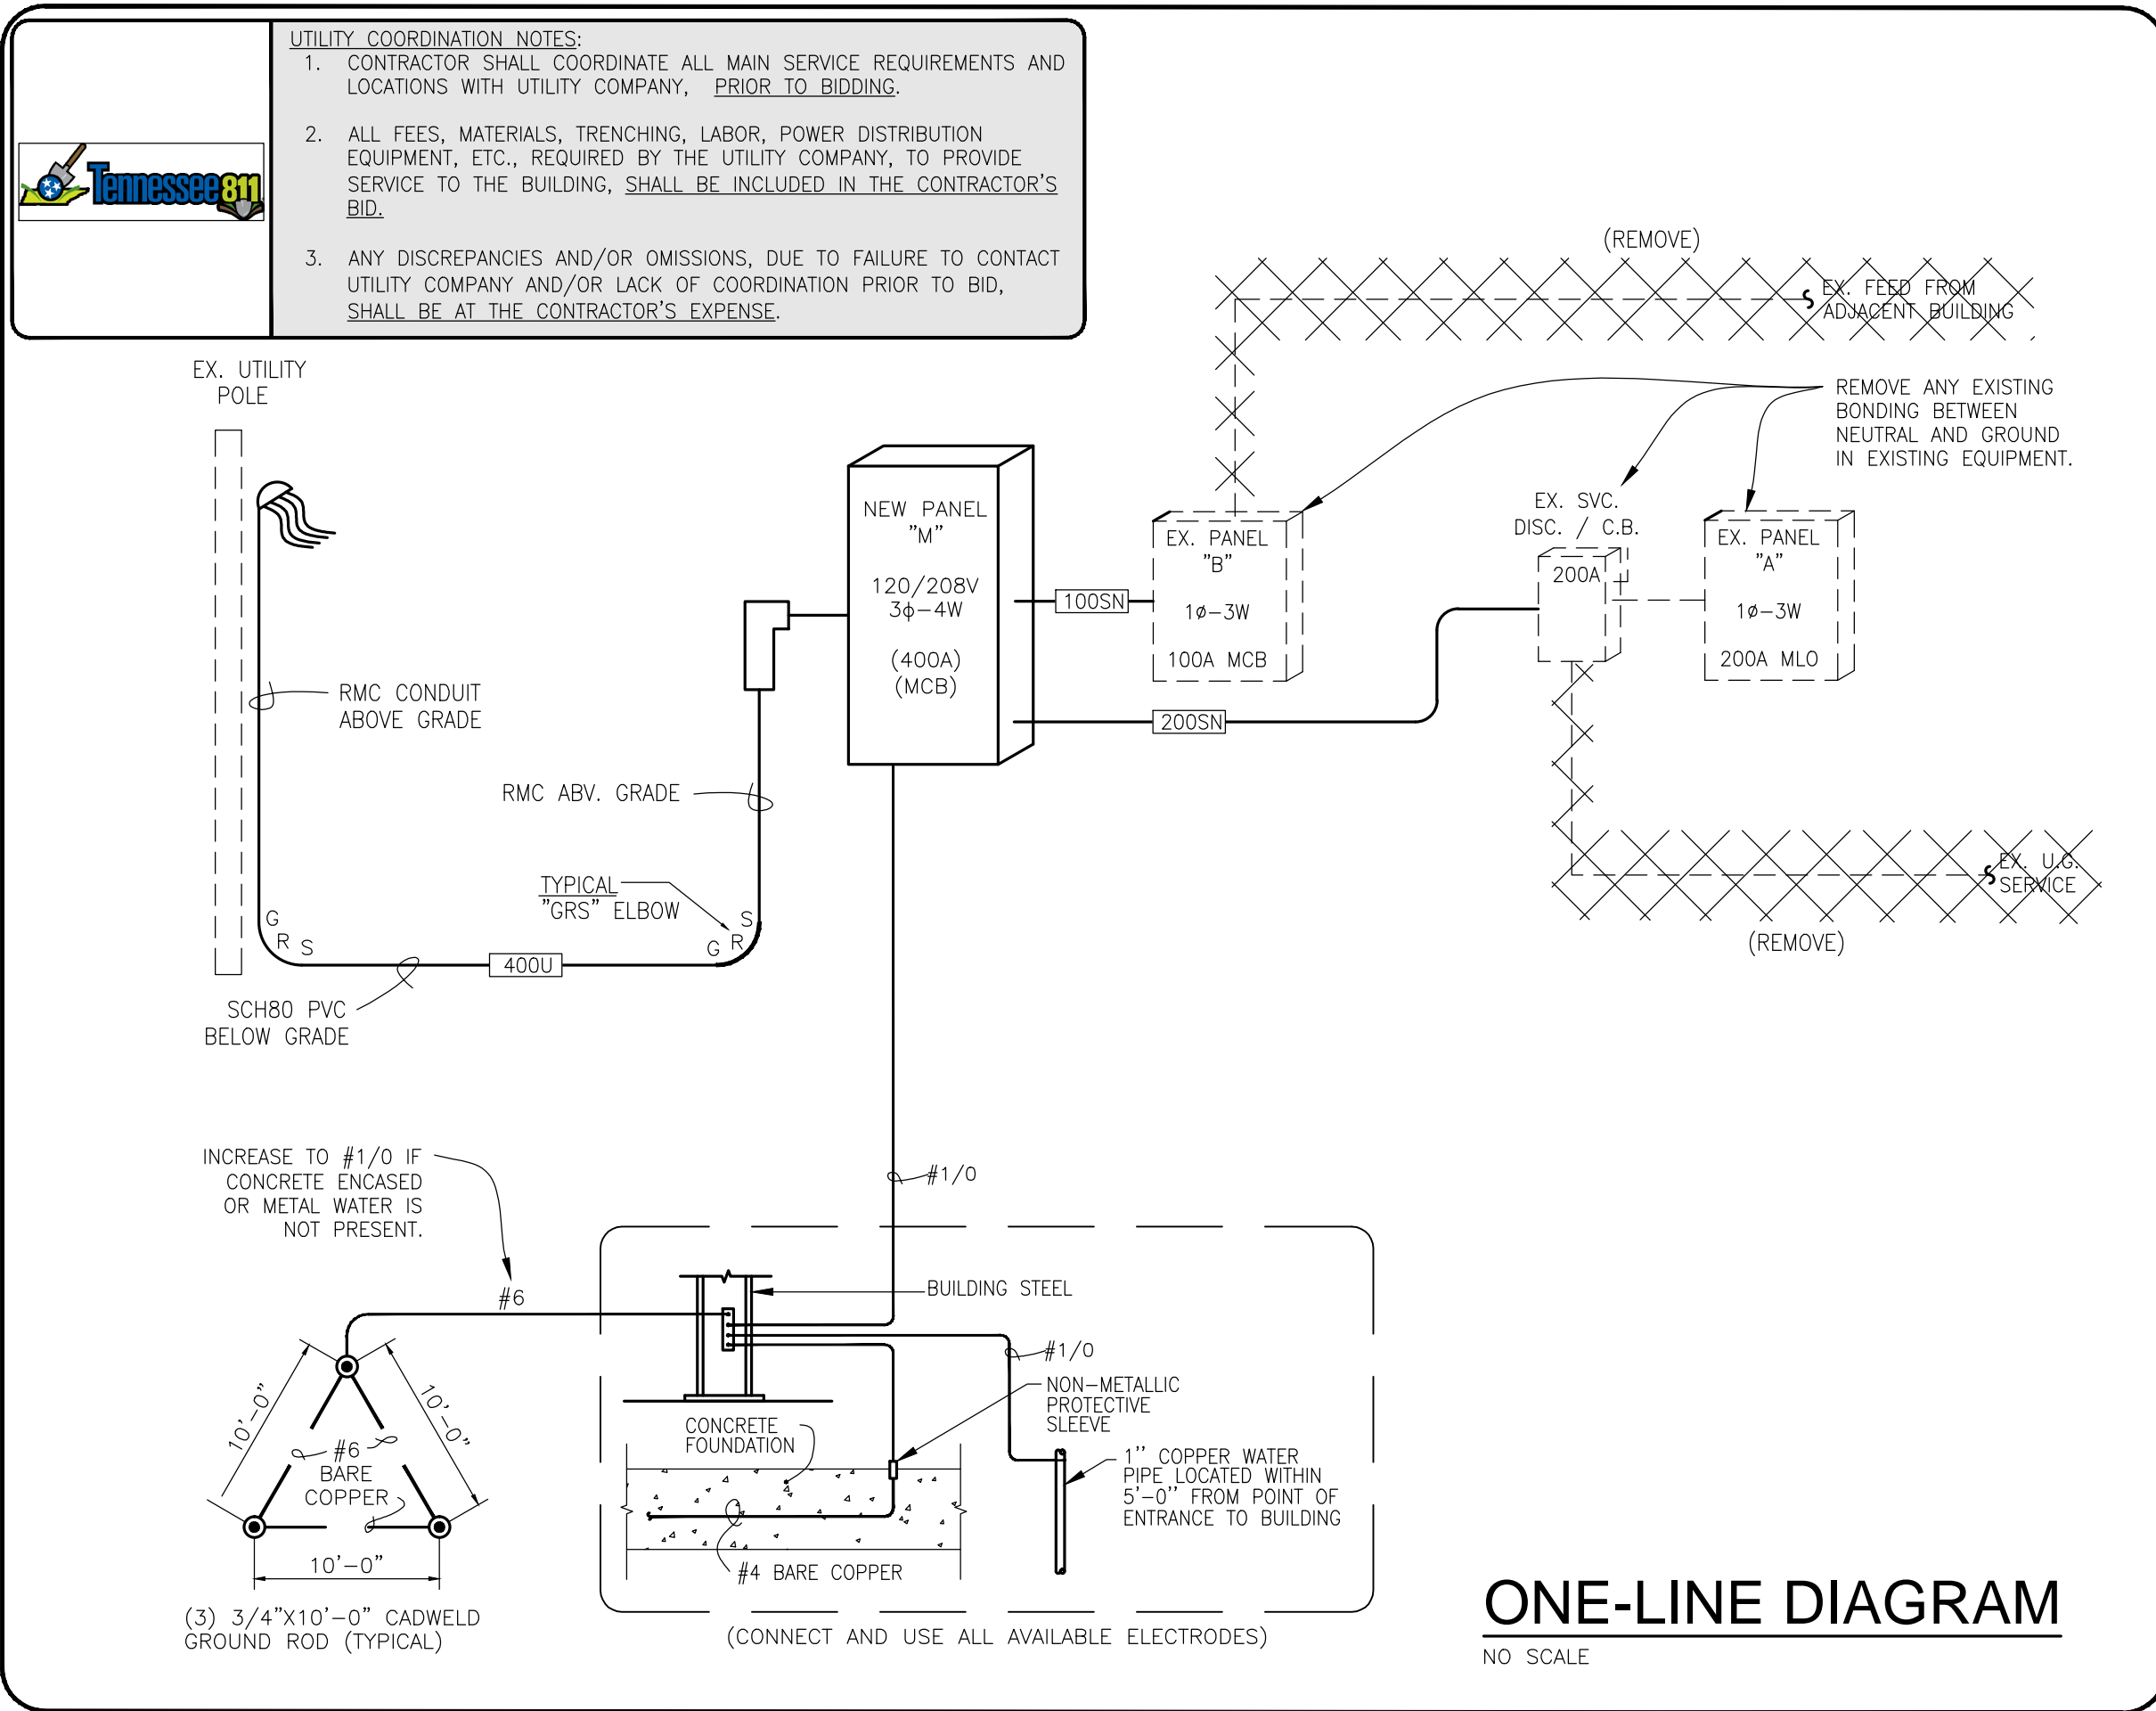 UTILITY COORDINATION NOTES:
1. CONTRACTOR SHALL COORDINATE ALL MAIN SERVICE REQUIREMENTS AND
LOCATIONS WITH UTILITY COMPANY, PRIOR TO BIDDING.
2. ALL FEES, MATERIALS, TRENCHING, LABOR, POWER DISTRIBUTION
EQUIPMENT, ETC., REQUIRED BY THE UTILITY COMPANY, TO PROVIDE
SERVICE TO THE BUILDING, SHALL BE INCLUDED IN THE CONTRACTOR'S
BID.
3. ANY DISCREPANCIES AND/OR OMISSIONS, DUE TO FAILURE TO CONTACT
UTILITY COMPANY AND/OR LACK OF COORDINATION PRIOR TO BID,
SHALL BE AT THE CONTRACTOR'S EXPENSE.
Tennessee 811
(REMOVE)
EX. FEED FROM
ADJACENT BUILDING
EX. UTILITY
POLE
REMOVE ANY EXISTING
BONDING BETWEEN
NEUTRAL AND GROUND
IN EXISTING EQUIPMENT.
NEW PANEL
"M"
120/208V
3ϕ-4W
(400A)
(MCB)
100SN
200SN
EX. PANEL
"B"
1ø-3W
100A MCB
EX. SVC.
DISC. / C.B.
200A
EX. PANEL
"A"
1ø-3W
200A MLO
RMC CONDUIT
ABOVE GRADE
RMC ABV. GRADE
TYPICAL
"GRS" ELBOW
G
R
S
400U
G
R
S
SCH80 PVC
BELOW GRADE
EX. U.G.
SERVICE
(REMOVE)
INCREASE TO #1/0 IF
CONCRETE ENCASED
OR METAL WATER IS
NOT PRESENT.
#1/0
#6
BUILDING STEEL
#1/0
NON-METALLIC
PROTECTIVE
SLEEVE
CONCRETE
FOUNDATION
1'' COPPER WATER
PIPE LOCATED WITHIN
5'-0'' FROM POINT OF
ENTRANCE TO BUILDING
#4 BARE COPPER
10'-0"
10'-0"
#6
BARE
COPPER
10'-0"
(3) 3/4"X10'-0" CADWELD
GROUND ROD (TYPICAL)
(CONNECT AND USE ALL AVAILABLE ELECTRODES)
ONE-LINE DIAGRAM
NO SCALE